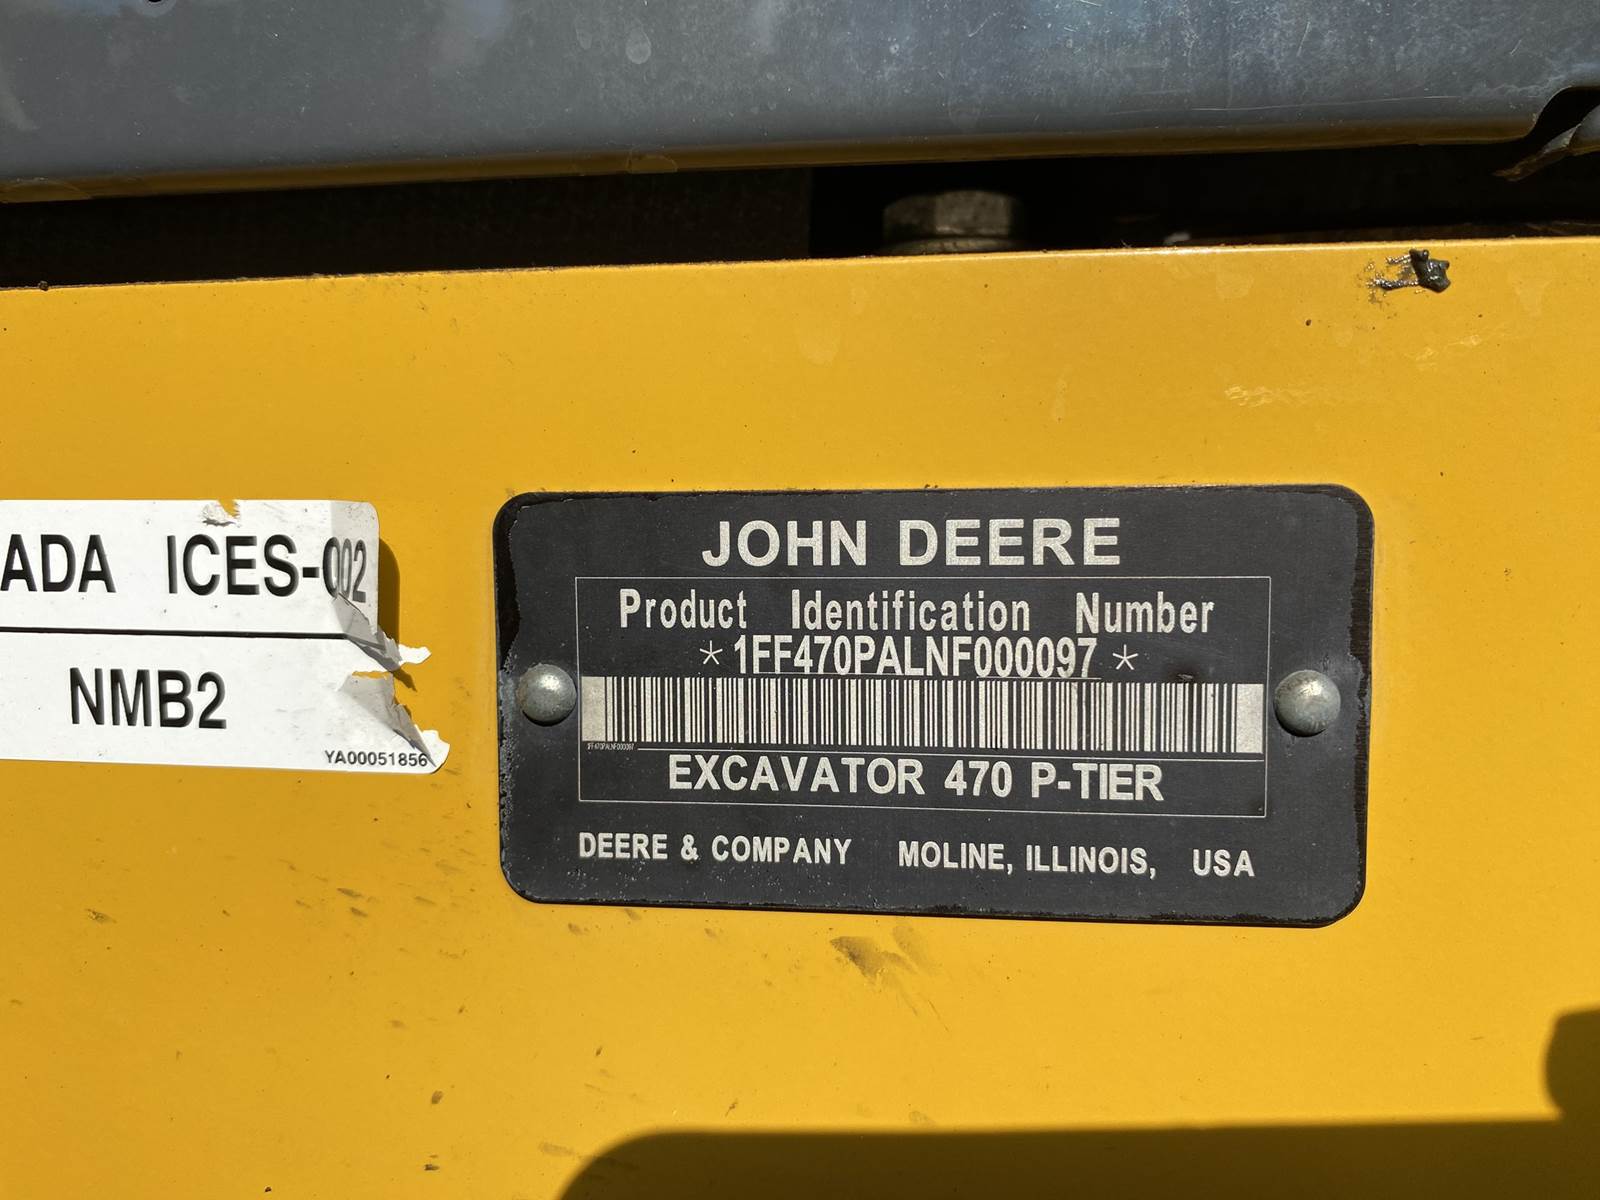 ADA ICES-002
NMB2
YA00051856
JOHN DEERE
Product Identification Number
*1FF470PALNF000097*
1FF470PALNF000097
EXCAVATOR 470 P-TIER
DEERE & COMPANY MOLINE, ILLINOIS, USA